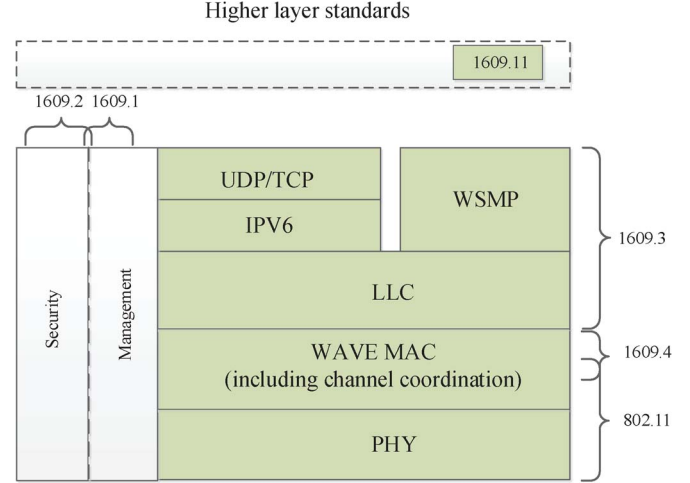 Higher layer standards
1609.11
1609.2
1609.1
UDP/TCP
WSMP
IPV6
1609.3
LLC
Security
Management
WAVE MAC
(including channel coordination)
1609.4
802.11
PHY